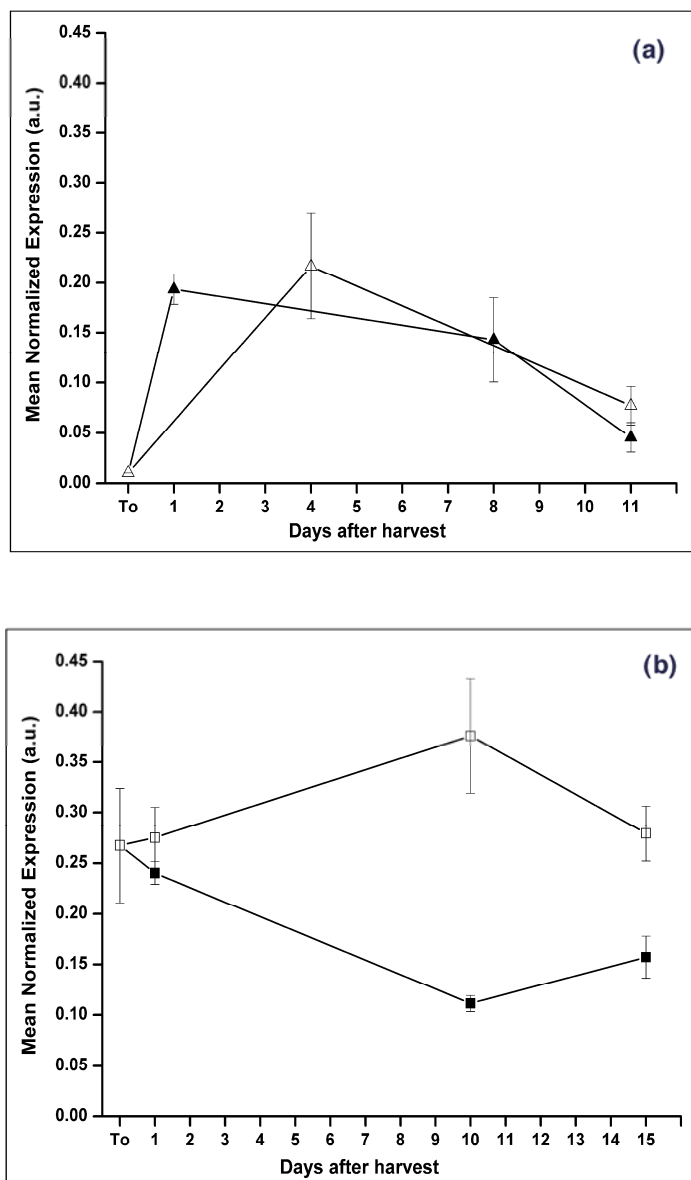 (a)
Mean Normalized Expression (a.u.)
0.45
0.40
0.35
0.30
0.25
0.20
0.15
0.10
0.05
0.00
To 1 2 3 4 5 6 7 8 9 10 11
Days after harvest
(b)
Mean Normalized Expression (a.u.)
0.45
0.40
0.35
0.30
0.25
0.20
0.15
0.10
0.05
0.00
To 1 2 3 4 5 6 7 8 9 10 11 12 13 14 15
Days after harvest